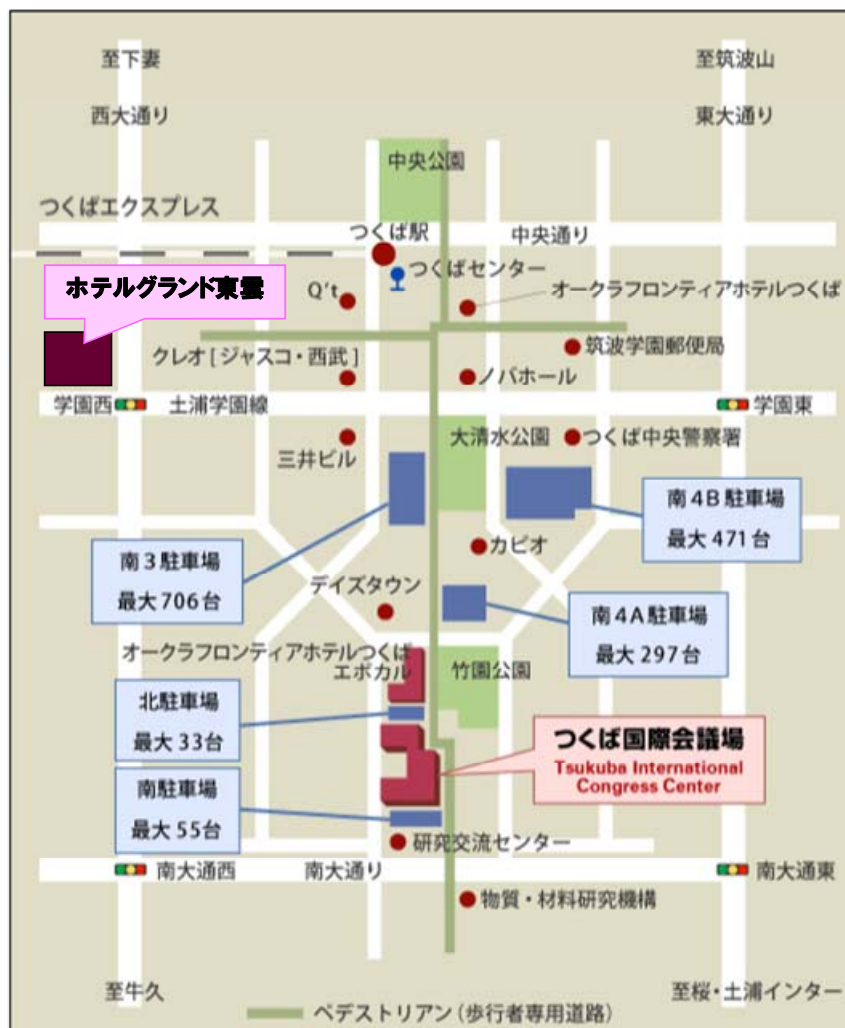 至下妻
至筑波山
西大通り
東大通り
中央公園
つくばエクスプレス
つくば駅
中央通り
つくばセンター
ホテルグランド東雲
Q't
オークラフロンティアホテルつくば
クレオ [ジャスコ・西武]
筑波学園郵便局
ノバホール
学園西
土浦学園線
学園東
三井ビル
大清水公園
つくば中央警察署
南4B駐車場
最大 471台
南3駐車場
最大 706台
カピオ
デイズタウン
南4A駐車場
最大 297台
オークラフロンティアホテルつくば
エポカル
竹園公園
北駐車場
最大 33台
つくば国際会議場
Tsukuba International
Congress Center
南駐車場
最大 55台
研究交流センター
南大通西
南大通り
南大通東
物質・材料研究機構
至牛久
至桜・土浦インター
ペデストリアン (歩行者専用道路)